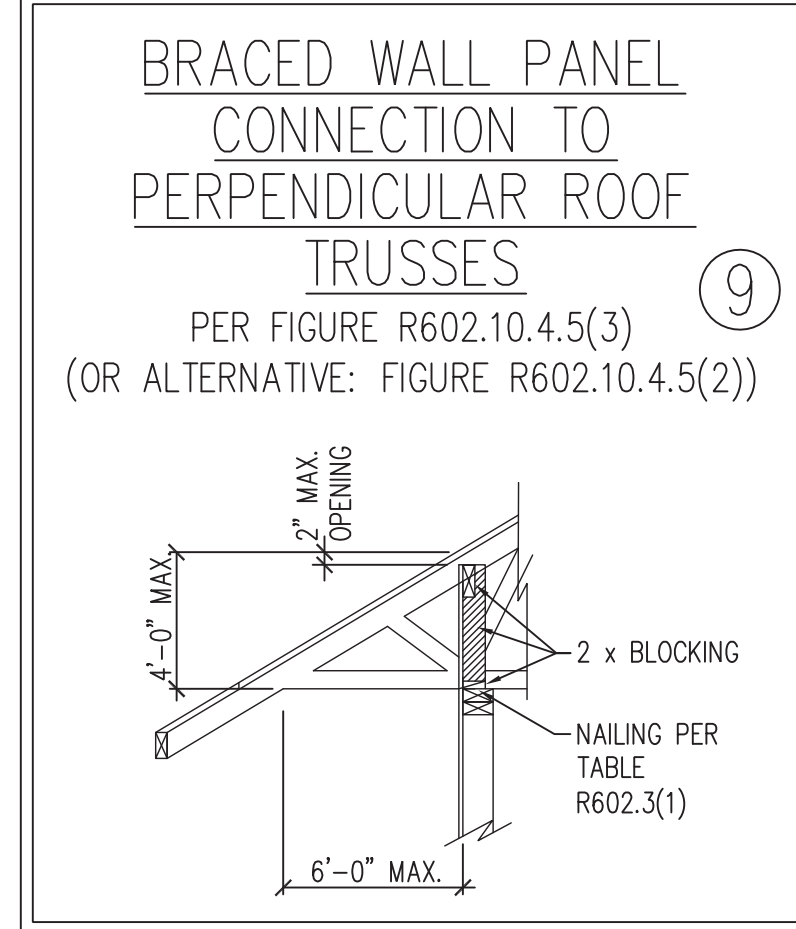 BRACED WALL PANEL
CONNECTION TO
PERPENDICULAR ROOF
TRUSSES
9
PER FIGURE R602.10.4.5(3)
(OR ALTERNATIVE: FIGURE R602.10.4.5(2))
2" MAX.
OPENING
4'-0" MAX.
2 x BLOCKING
NAILING PER
TABLE
R602.3(1)
6'-0" MAX.